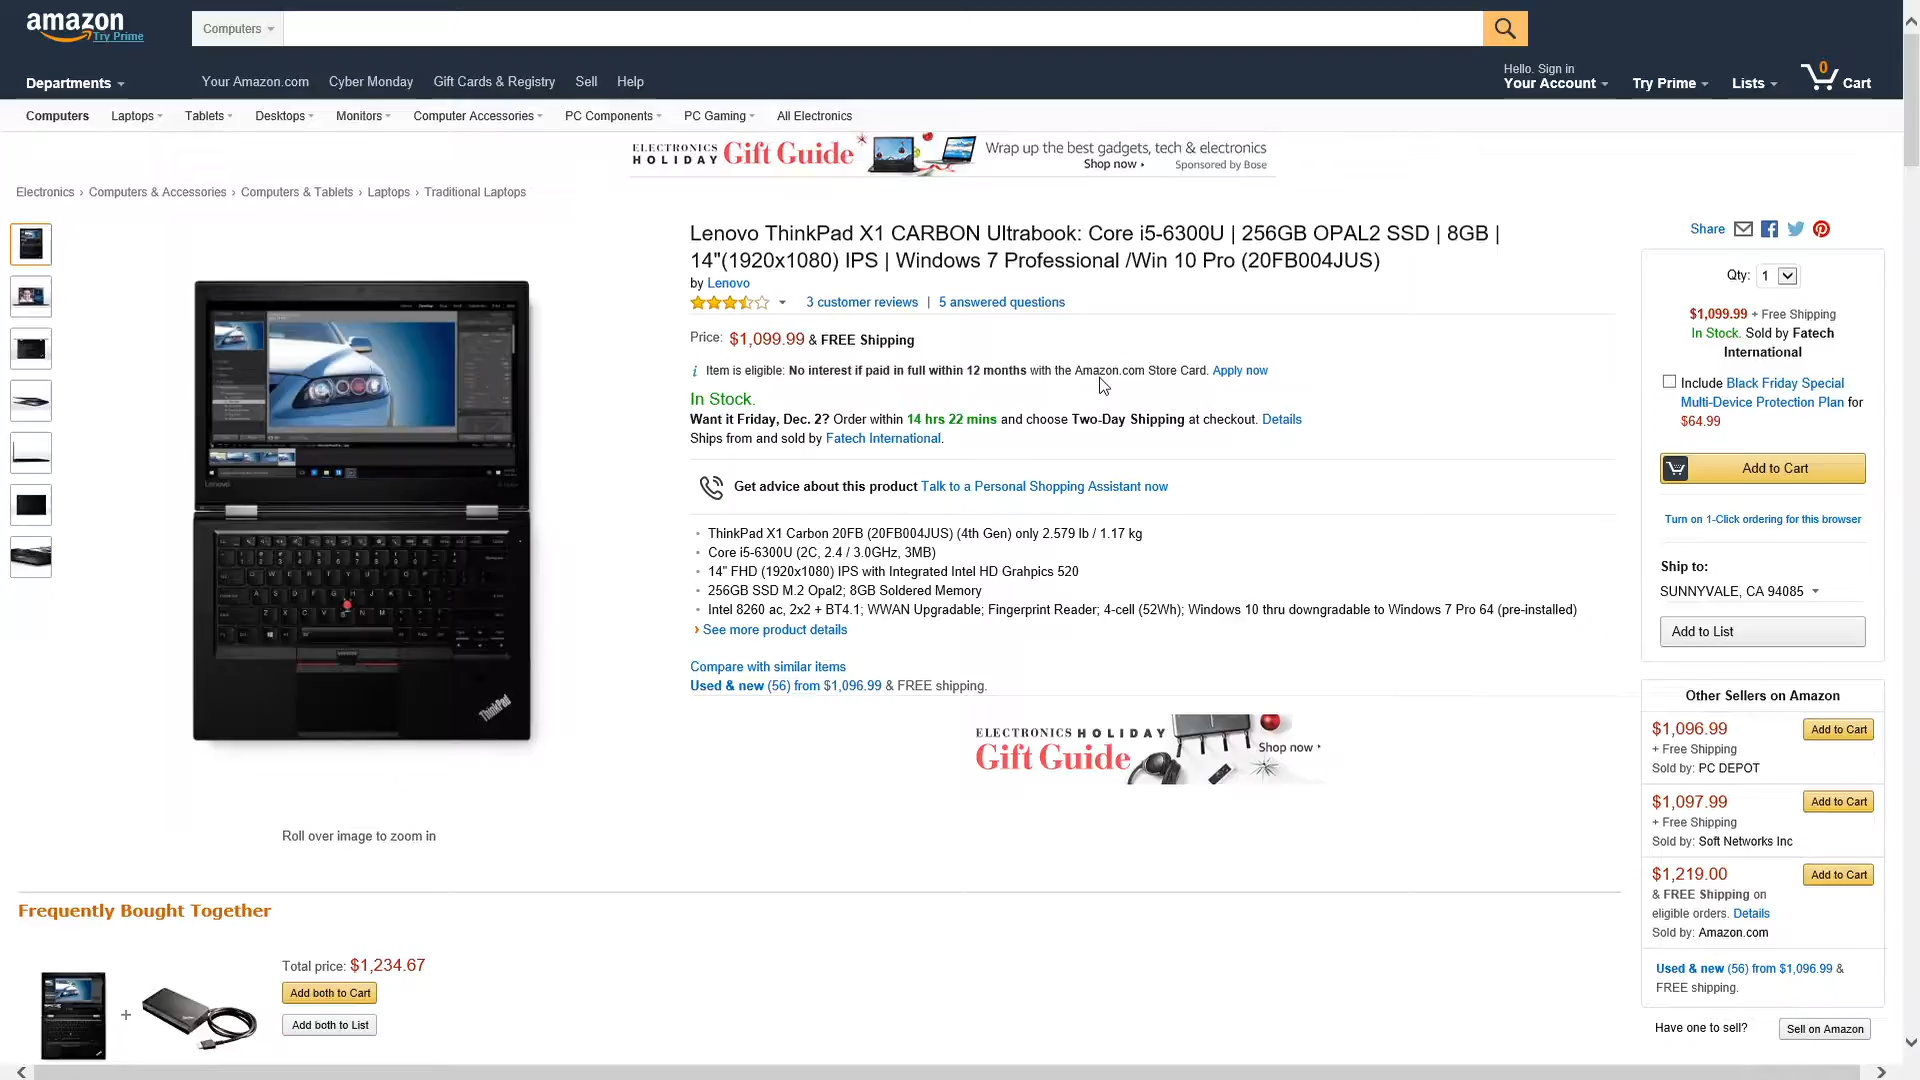 amazon
Try Prime
Computers
Departments
Your Amazon.com
Cyber Monday
Gift Cards & Registry
Sell
Help
Hello. Sign in
Your Account
Try Prime
Lists
0
Cart
Computers
Laptops
Tablets
Desktops
Monitors
Computer Accessories
PC Components
PC Gaming
All Electronics
ELECTRONICS
HOLIDAY
Gift Guide
Wrap up the best gadgets, tech & electronics
Shop now ›
Sponsored by Bose
Electronics › Computers & Accessories › Computers & Tablets › Laptops › Traditional Laptops
Lenovo ThinkPad X1 CARBON Ultrabook: Core i5-6300U | 256GB OPAL2 SSD | 8GB |
14"(1920x1080) IPS | Windows 7 Professional /Win 10 Pro (20FB004JUS)
by Lenovo
3 customer reviews | 5 answered questions
Price: $1,099.99 & FREE Shipping
i Item is eligible: No interest if paid in full within 12 months with the Amazon.com Store Card. Apply now
In Stock.
Want it Friday, Dec. 2? Order within 14 hrs 22 mins and choose Two-Day Shipping at checkout. Details
Ships from and sold by Fatech International.
Get advice about this product Talk to a Personal Shopping Assistant now
• ThinkPad X1 Carbon 20FB (20FB004JUS) (4th Gen) only 2.579 lb / 1.17 kg
• Core i5-6300U (2C, 2.4 / 3.0GHz, 3MB)
• 14" FHD (1920x1080) IPS with Integrated Intel HD Grahpics 520
• 256GB SSD M.2 Opal2; 8GB Soldered Memory
• Intel 8260 ac, 2x2 + BT4.1; WWAN Upgradable; Fingerprint Reader; 4-cell (52Wh); Windows 10 thru downgradable to Windows 7 Pro 64 (pre-installed)
› See more product details
Compare with similar items
Used & new (56) from $1,096.99 & FREE shipping.
ELECTRONICS HOLIDAY
Gift Guide
Shop now ›
Lenovo
ThinkPad
Roll over image to zoom in
Share
Qty: 1
$1,099.99 + Free Shipping
In Stock. Sold by Fatech
International
Include Black Friday Special
Multi-Device Protection Plan for
$64.99
Add to Cart
Turn on 1-Click ordering for this browser
Ship to:
SUNNYVALE, CA 94085
Add to List
Other Sellers on Amazon
$1,096.99
Add to Cart
+ Free Shipping
Sold by: PC DEPOT
$1,097.99
Add to Cart
+ Free Shipping
Sold by: Soft Networks Inc
$1,219.00
Add to Cart
& FREE Shipping on
eligible orders. Details
Sold by: Amazon.com
Used & new (56) from $1,096.99 &
FREE shipping.
Have one to sell?
Sell on Amazon
Frequently Bought Together
+
Total price: $1,234.67
Add both to Cart
Add both to List